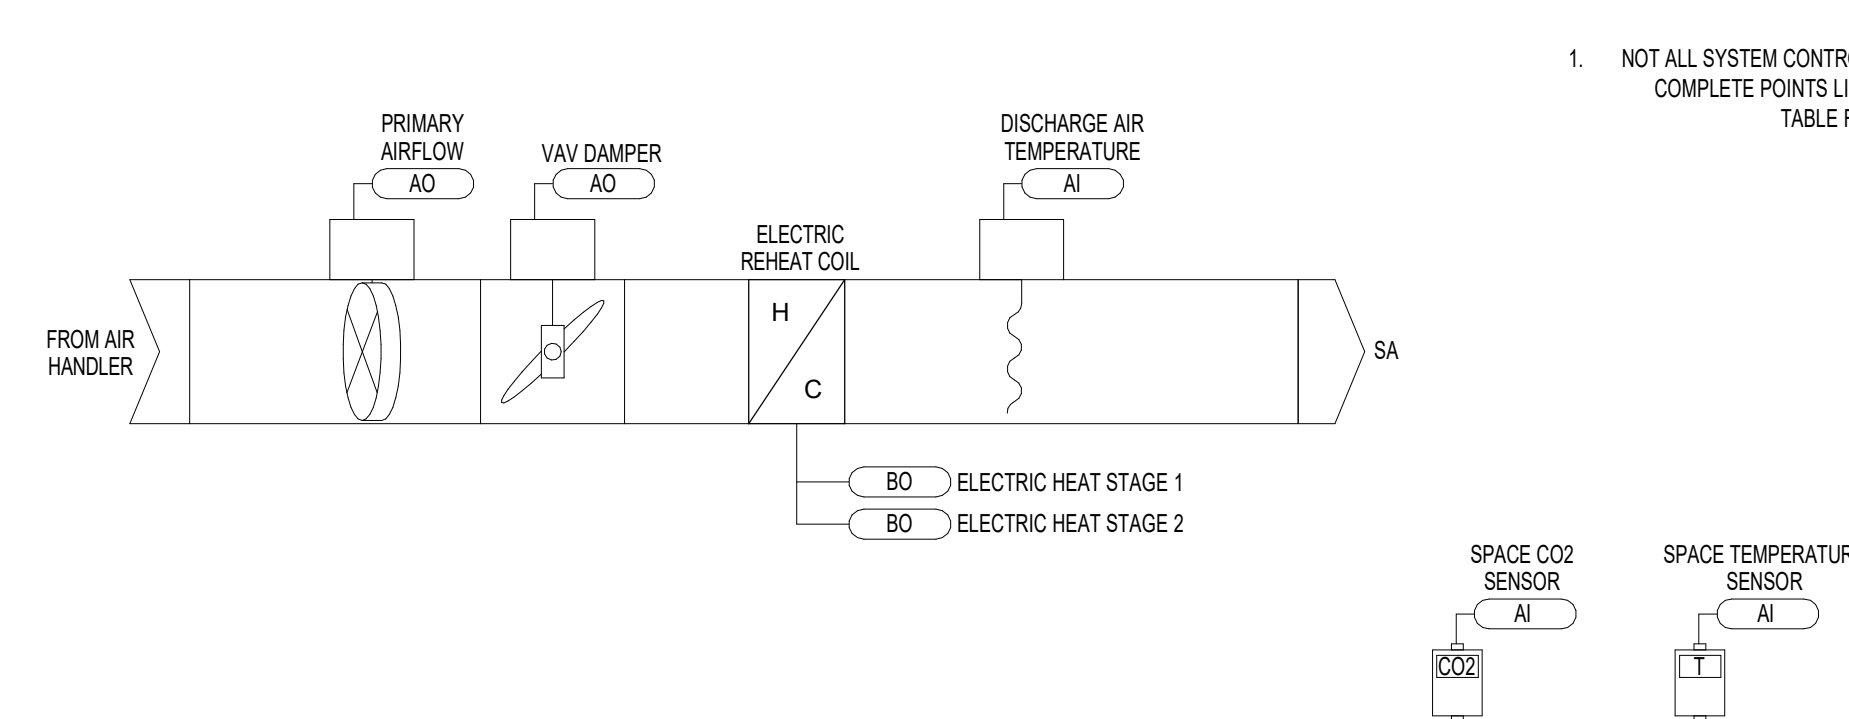 1. NOT ALL SYSTEM CONTR
COMPLETE POINTS LI
TABLE
PRIMARY
AIRFLOW
AO
VAV DAMPER
AO
DISCHARGE AIR
TEMPERATURE
AI
ELECTRIC
REHEAT COIL
H
C
FROM AIR
HANDLER
SA
BO ELECTRIC HEAT STAGE 1
BO ELECTRIC HEAT STAGE 2
SPACE CO2
SENSOR
AI
CO2
SPACE TEMPERATUR
SENSOR
AI
T